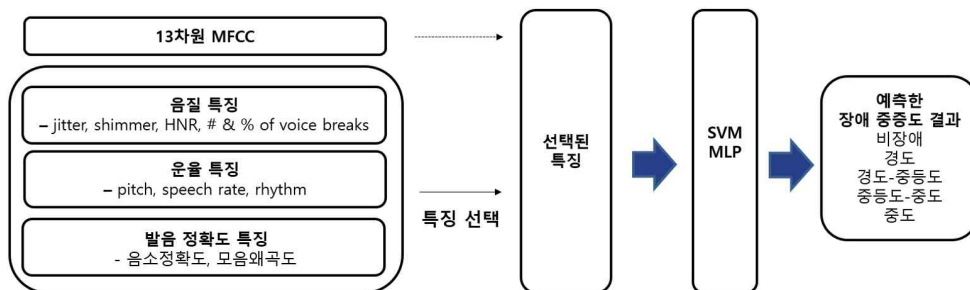 13차원 MFCC
음질 특징
– jitter, shimmer, HNR, # & % of voice breaks
운율 특징
– pitch, speech rate, rhythm
발음 정확도 특징
- 음소정확도, 모음왜곡도
특징 선택
선택된
특징
SVM
MLP
예측한
장애 중증도 결과
비장애
경도
경도-중등도
중등도-중도
중도